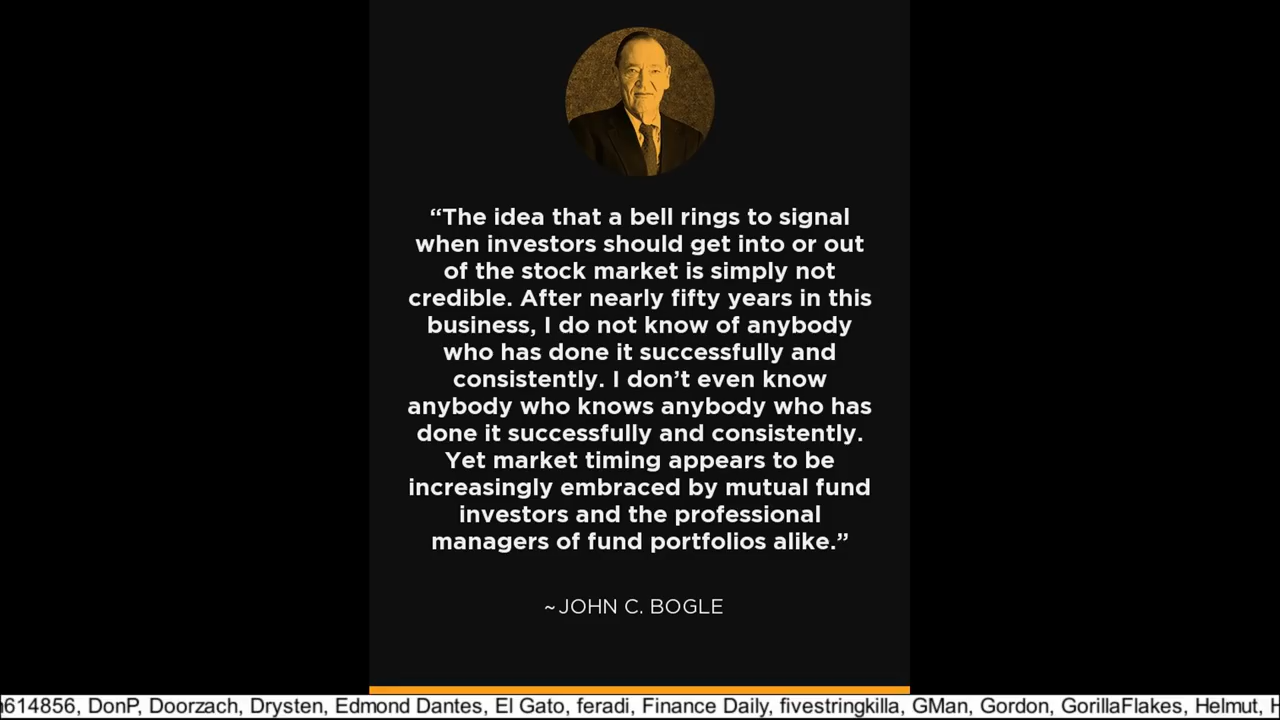 “The idea that a bell rings to signal
when investors should get into or out
of the stock market is simply not
credible. After nearly fifty years in this
business, I do not know of anybody
who has done it successfully and
consistently. I don’t even know
anybody who knows anybody who has
done it successfully and consistently.
Yet market timing appears to be
increasingly embraced by mutual fund
investors and the professional
managers of fund portfolios alike.”
~JOHN C. BOGLE
614856, DonP, Doorzach, Drysten, Edmond Dantes, El Gato, feradi, Finance Daily, fivestringkilla, GMan, Gordon, GorillaFlakes, Helmut,